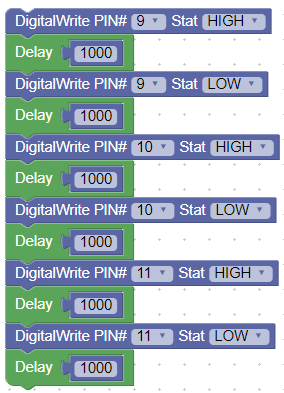 DigitalWrite PIN# 9 Stat HIGH
Delay 1000
DigitalWrite PIN# 9 Stat LOW
Delay 1000
DigitalWrite PIN# 10 Stat HIGH
Delay 1000
DigitalWrite PIN# 10 Stat LOW
Delay 1000
DigitalWrite PIN# 11 Stat HIGH
Delay 1000
DigitalWrite PIN# 11 Stat LOW
Delay 1000